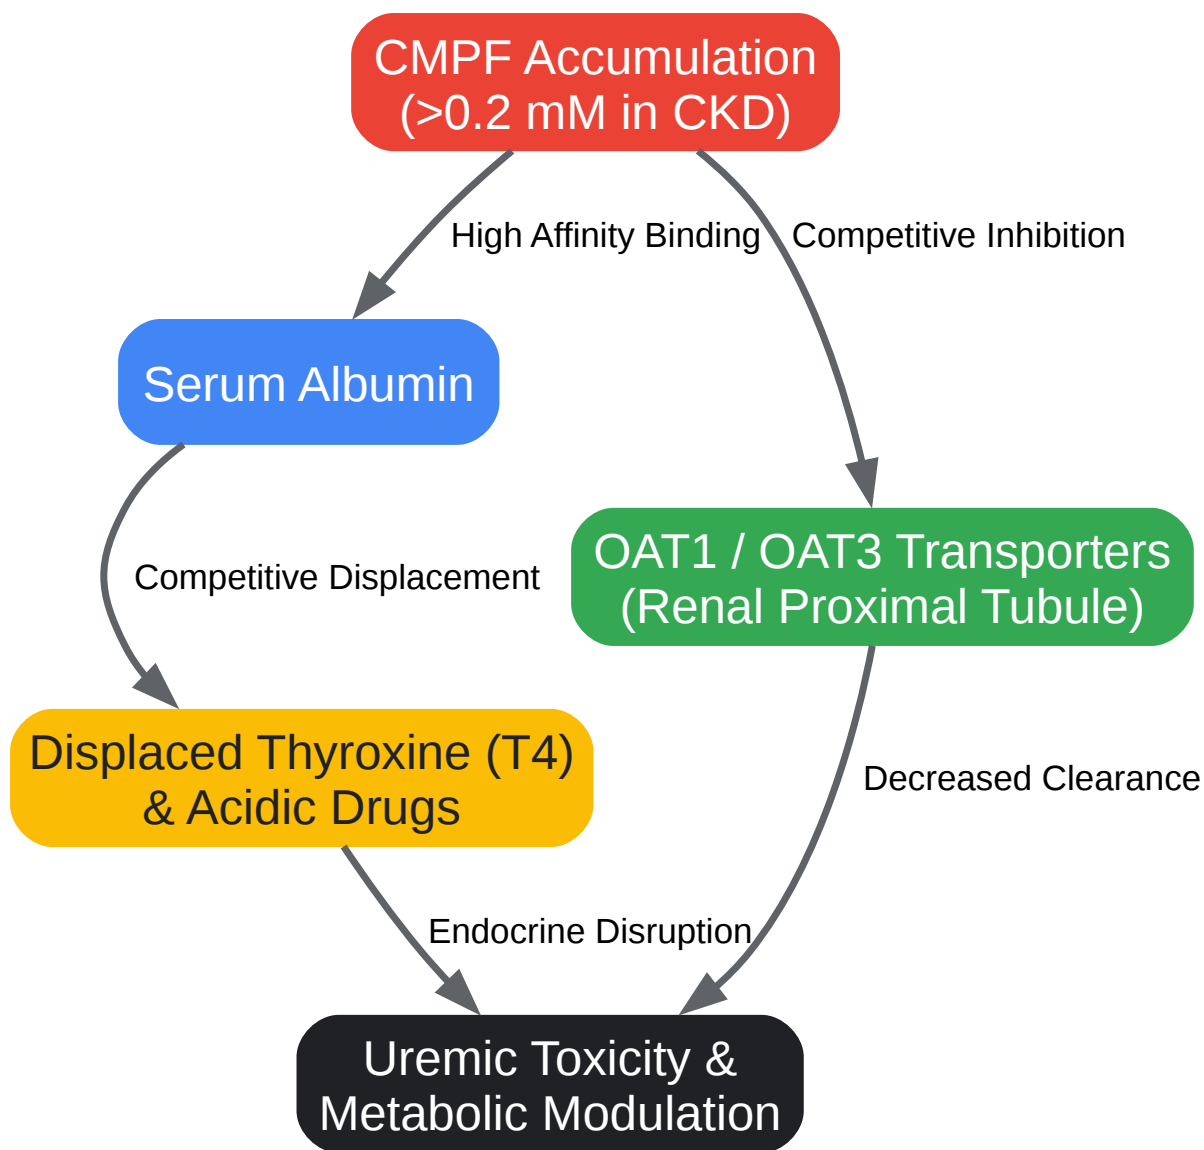 CMPF Accumulation
(>0.2 mM in CKD)
High Affinity Binding
Competitive Inhibition
Serum Albumin
OAT1 / OAT3 Transporters
(Renal Proximal Tubule)
Competitive Displacement
Displaced Thyroxine (T4)
& Acidic Drugs
Decreased Clearance
Endocrine Disruption
Uremic Toxicity &
Metabolic Modulation